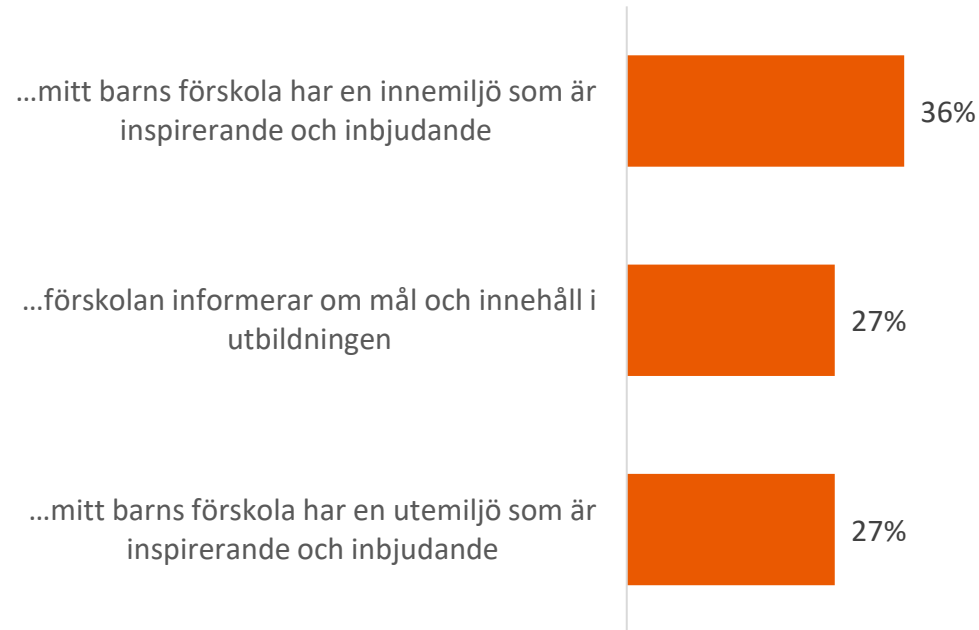 …mitt barns förskola har en innemiljö som är
inspirerande och inbjudande
36%
…förskolan informerar om mål och innehåll i
utbildningen
27%
…mitt barns förskola har en utemiljö som är
inspirerande och inbjudande
27%